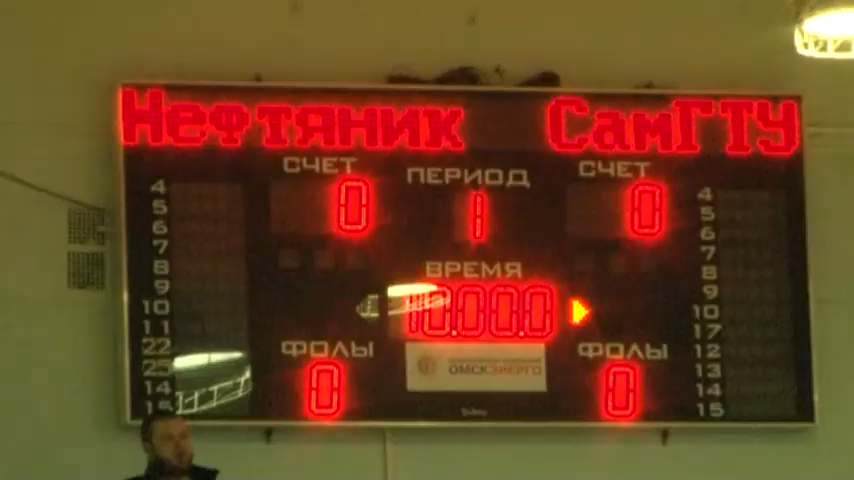 Нефтяник СамГТУ
СЧЕТ ПЕРИОД СЧЕТ
0 1 0
ВРЕМЯ
10.00.0
ФОЛЫ ФОЛЫ
ОМСКЭНЕРГО
0 0
4 4
5 5
6 6
7 7
8 8
9 9
10 10
11 17
22 12
25 13
14 14
15 15